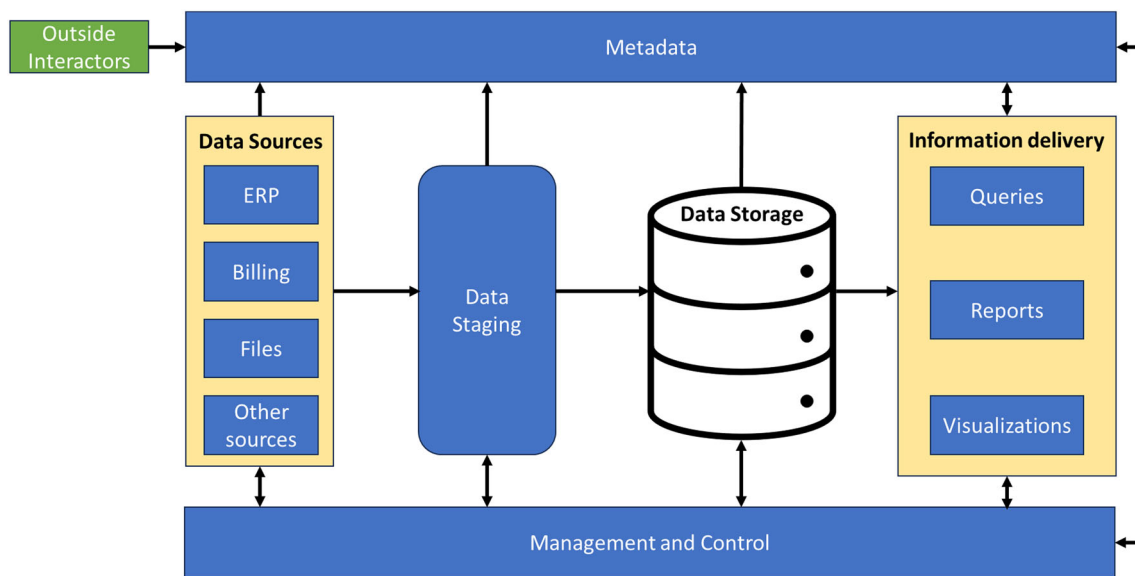 Outside
Interactors
Metadata
Data Sources
ERP
Billing
Files
Other
sources
Data
Staging
Data Storage
Information delivery
Queries
Reports
Visualizations
Management and Control